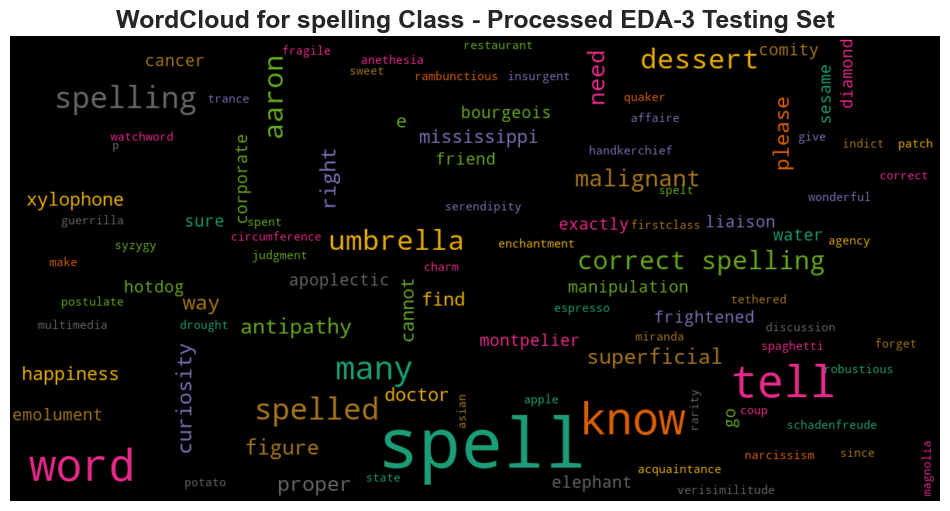 WordCloud for spelling Class - Processed EDA-3 Testing Set
restaurant
fragile
cancer
anethesia
comity
dessert
sweet
rambunctious
insurgent
need
diamond
spelling
trance
aaron
quaker
sesame
bourgeois
e
affaire
please
watchword
p
mississippi
give
indict
patch
corporate
friend
handkerchief
right
malignant
correct
spelt
xylophone
wonderful
serendipity
guerrilla
sure
spent
exactly
firstclass
liaison
water
circumference
umbrella
enchantment
agency
syzygy
judgment
make
charm
correct spelling
apoplectic
hotdog
manipulation
postulate
way
cannot
find
espresso
tethered
multimedia
drought
antipathy
frightened
discussion
montpelier
miranda
spaghetti
forget
superficial
happiness
curiosity
many
tell
robustious
doctor
emolument
spelled
asian
apple
know
rarity
go
coup
schadenfreude
figure
spell
word
narcissism
since
acquaintance
magnolia
potato
proper
state
elephant
verisimilitude